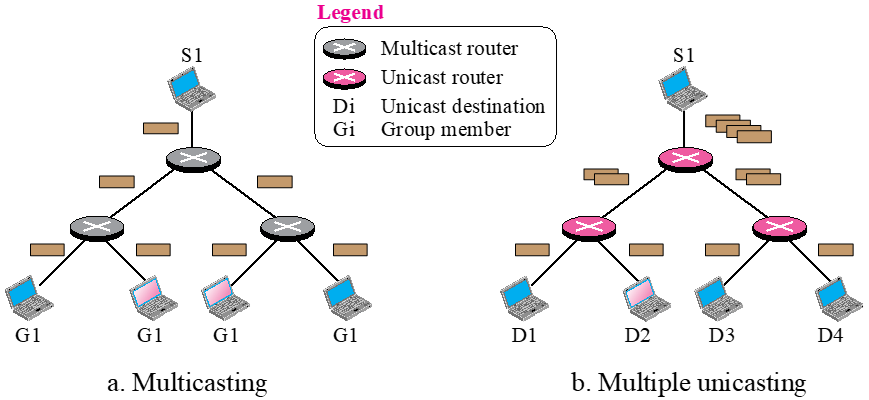 Legend
Multicast router
Unicast router
Di Unicast destination
Gi Group member
S1
S1
G1 G1 G1 G1
D1 D2 D3 D4
a. Multicasting
b. Multiple unicasting